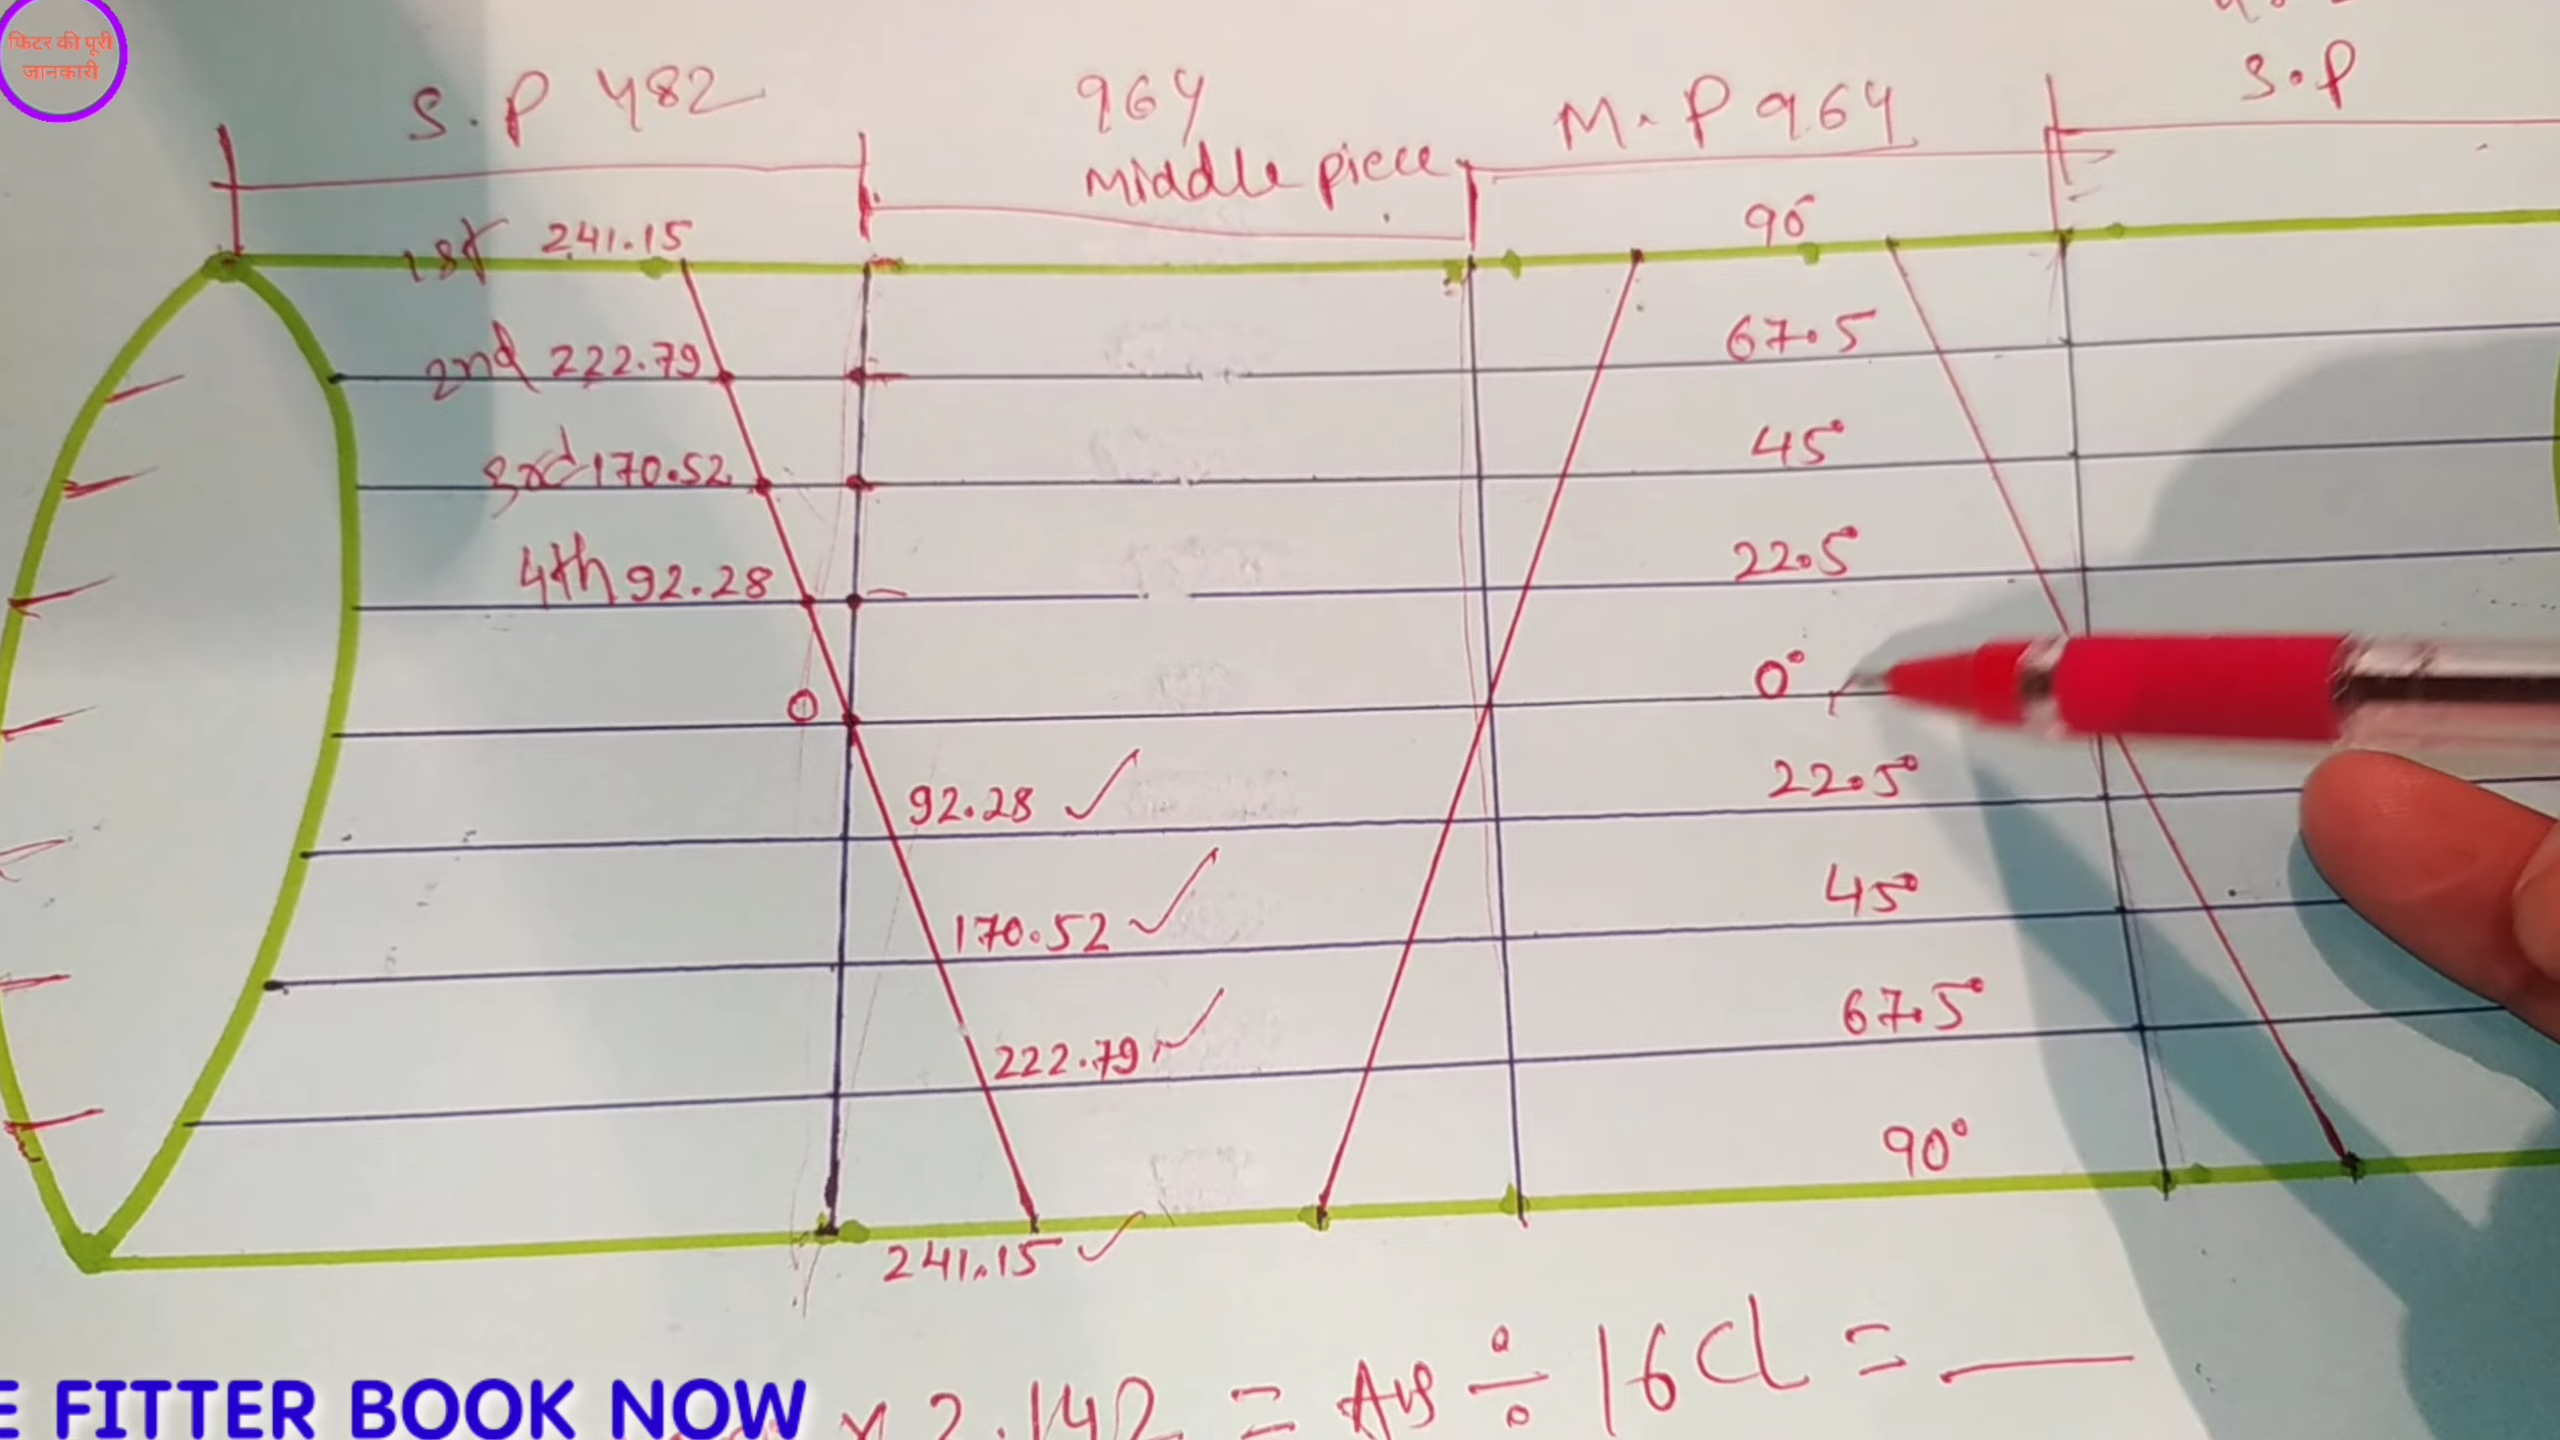 फिटर की पूरी
जानकारी
S.P 482
964
Middle piece
M.P 964
S.P
1st 241.15
90°
2nd 222.79
67.5
3rd 170.52
45°
4th 92.28
22.5°
0
0°
92.28 ✓
22.5°
170.52 ✓
45°
222.79 ✓
67.5°
241.15 ✓
90°
= Ans ÷ 16 Cl = __
E FITTER BOOK NOW